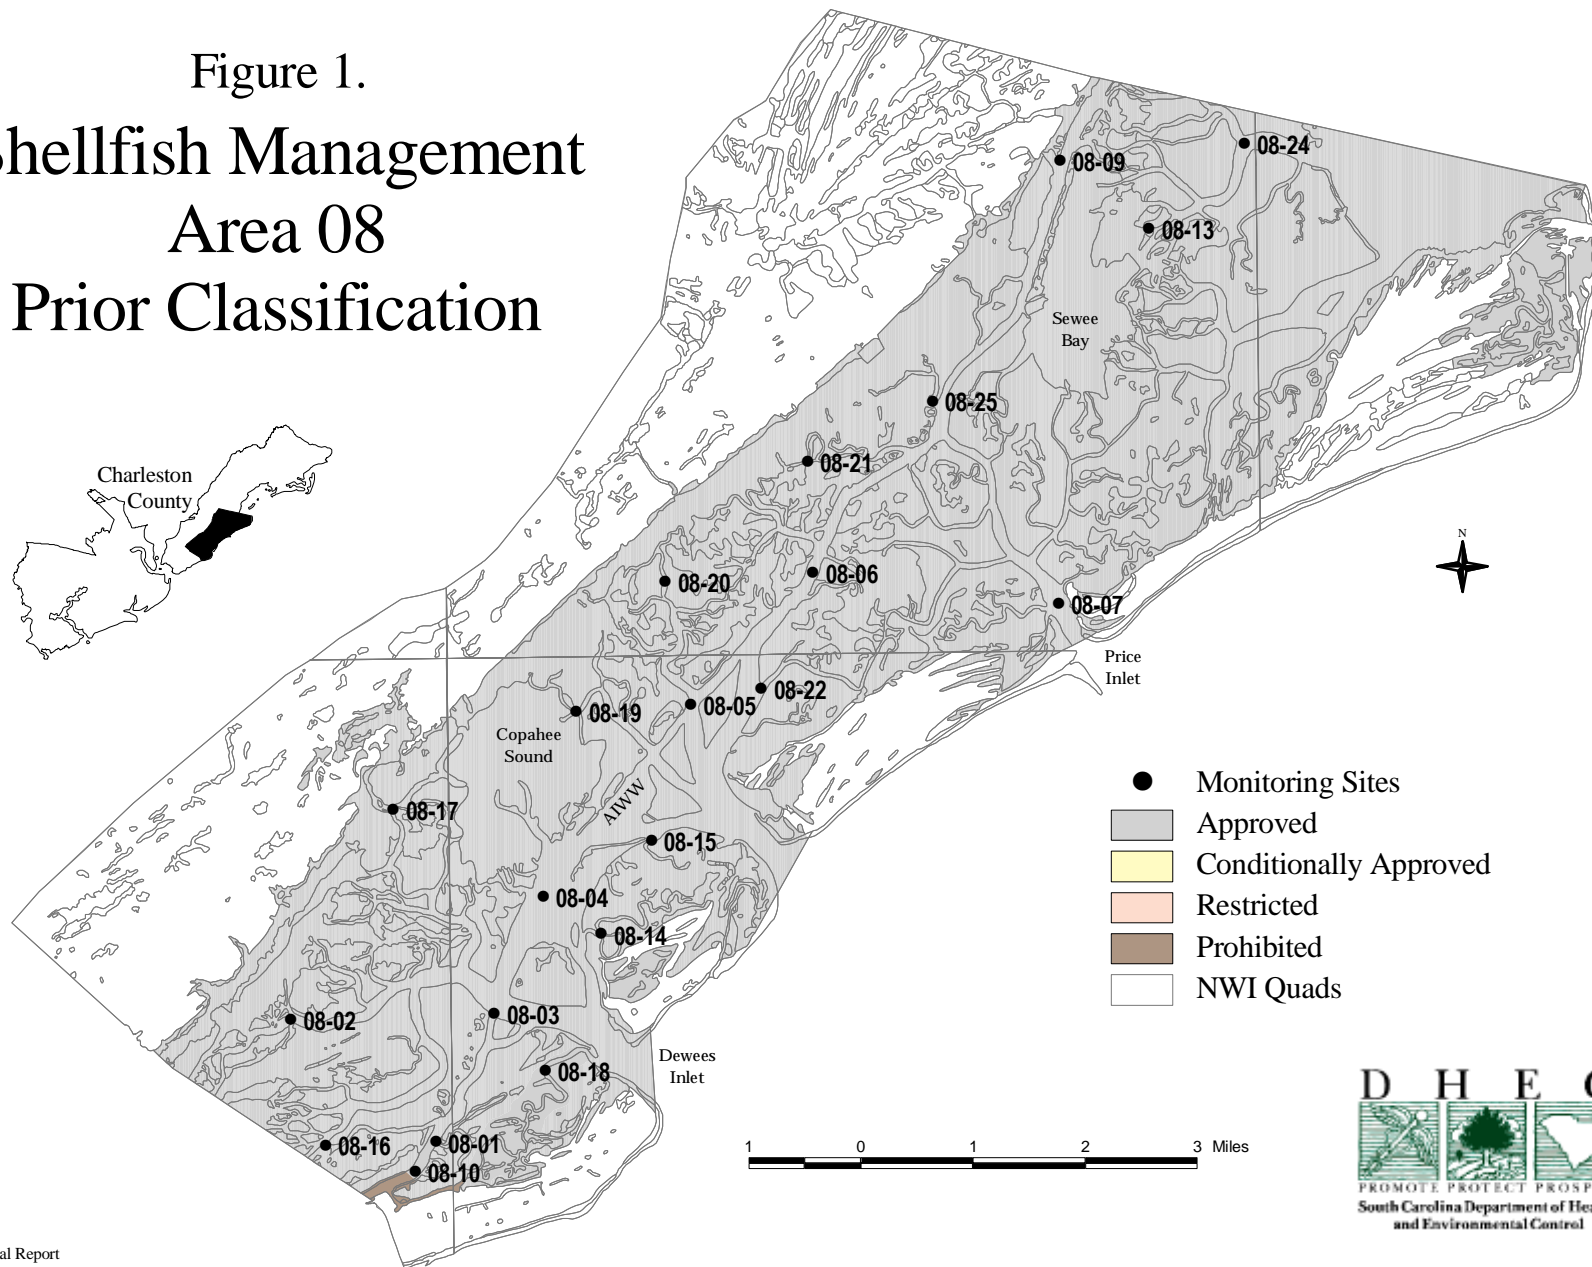 Figure 1.
Shellfish Management
Area 08
Prior Classification
Charleston
County
08-24
08-09
08-13
Sewee
Bay
08-25
08-21
08-06
08-20
08-07
N
Price
Inlet
08-22
08-05
08-19
Copahee
Sound
AIWW
08-17
08-15
08-04
08-14
08-03
08-02
Dewees
Inlet
08-18
08-16
08-01
08-10
Monitoring Sites
Approved
Conditionally Approved
Restricted
Prohibited
NWI Quads
1 0 1 2 3 Miles
D H E C
PROMOTE PROTECT PROSP
South Carolina Department of Hea
and Environmental Control
al Report